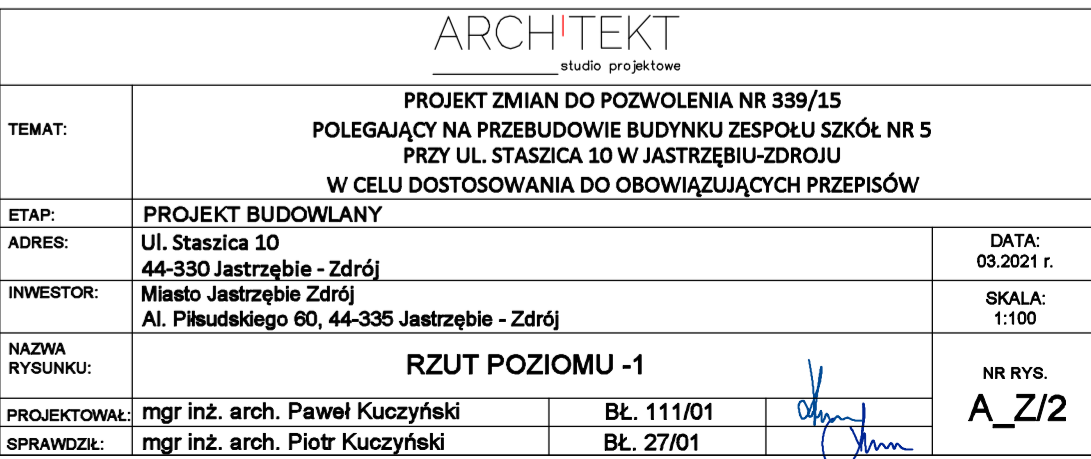 ARCHITEKT
studio projektowe
TEMAT:
PROJEKT ZMIAN DO POZWOLENIA NR 339/15
POLEGAJĄCY NA PRZEBUDOWIE BUDYNKU ZESPOŁU SZKÓŁ NR 5
PRZY UL. STASZICA 10 W JASTRZĘBIU-ZDROJU
W CELU DOSTOSOWANIA DO OBOWIĄZUJĄCYCH PRZEPISÓW
ETAP: PROJEKT BUDOWLANY
ADRES: Ul. Staszica 10
44-330 Jastrzębie - Zdrój
DATA:
03.2021 r.
INWESTOR: Miasto Jastrzębie Zdrój
Al. Piłsudskiego 60, 44-335 Jastrzębie - Zdrój
SKALA:
1:100
NAZWA
RYSUNKU:
RZUT POZIOMU -1
NR RYS.
A_Z/2
PROJEKTOWAŁ: mgr inż. arch. Paweł Kuczyński BŁ. 111/01
SPRAWDZIŁ: mgr inż. arch. Piotr Kuczyński BŁ. 27/01